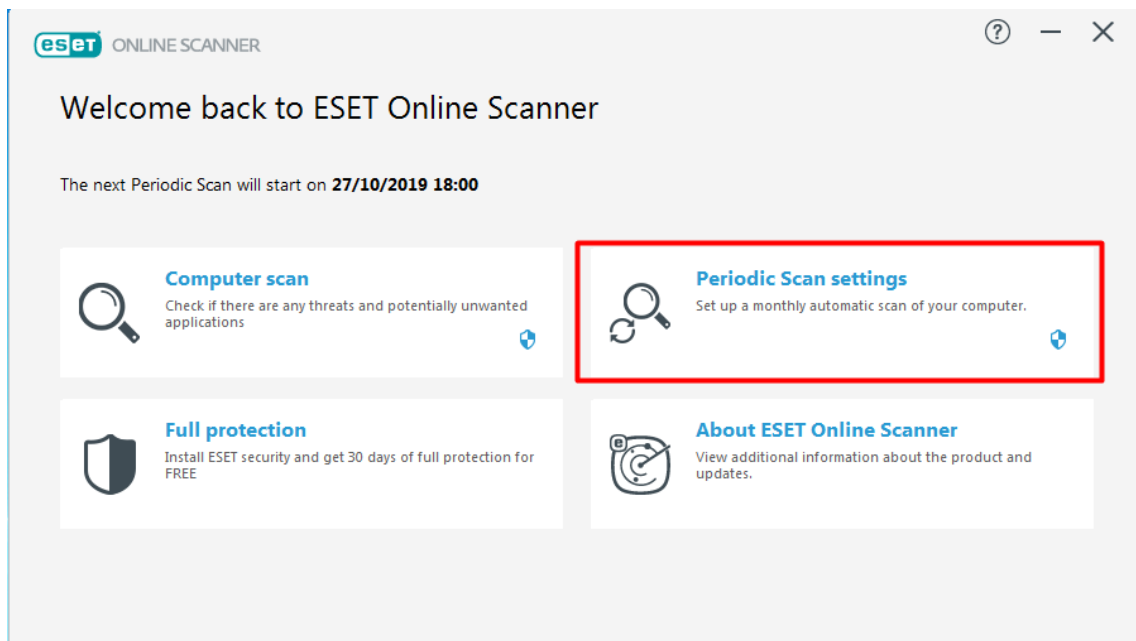 eset ONLINE SCANNER
?
Welcome back to ESET Online Scanner
The next Periodic Scan will start on 27/10/2019 18:00
Computer scan
Check if there are any threats and potentially unwanted
applications
Periodic Scan settings
Set up a monthly automatic scan of your computer.
Full protection
Install ESET security and get 30 days of full protection for
FREE
e
About ESET Online Scanner
View additional information about the product and
updates.